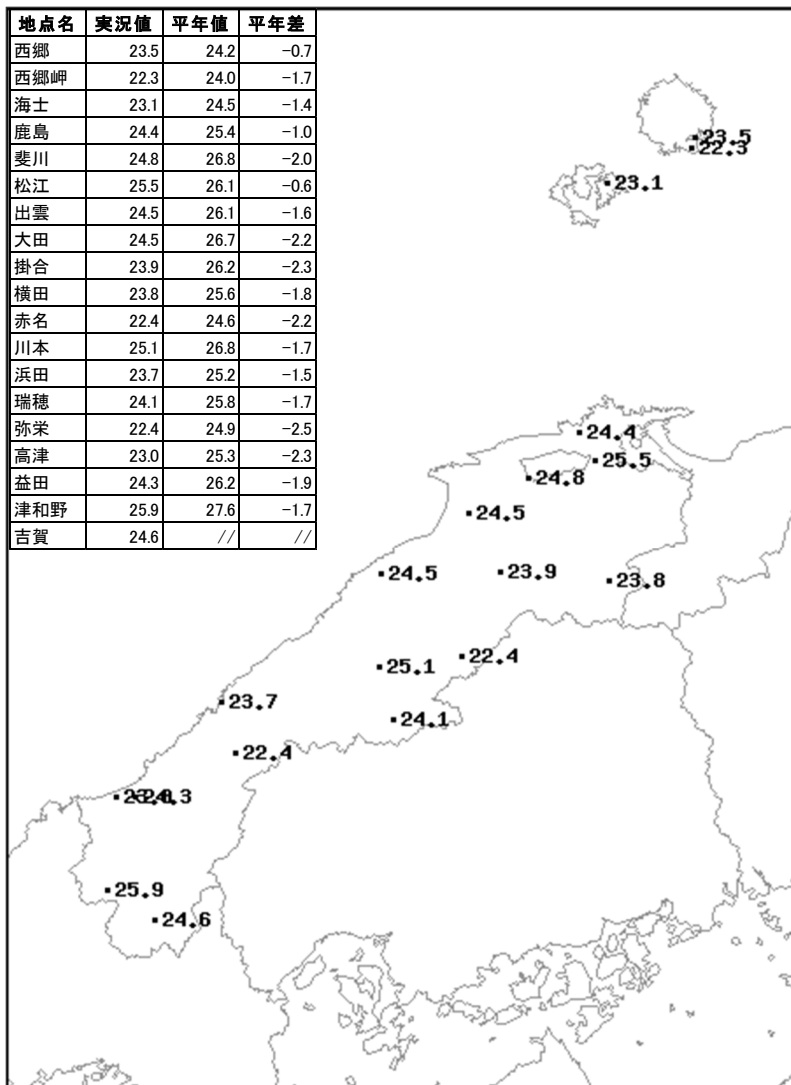 地点名 実況値 平年値 平年差
西郷 23.5 24.2 −0.7
西郷岬 22.3 24.0 −1.7
海士 23.1 24.5 −1.4
鹿島 24.4 25.4 −1.0
斐川 24.8 26.8 −2.0
松江 25.5 26.1 −0.6
出雲 24.5 26.1 −1.6
大田 24.5 26.7 −2.2
掛合 23.9 26.2 −2.3
横田 23.8 25.6 −1.8
赤名 22.4 24.6 −2.2
川本 25.1 26.8 −1.7
浜田 23.7 25.2 −1.5
瑞穂 24.1 25.8 −1.7
弥栄 22.4 24.9 −2.5
高津 23.0 25.3 −2.3
益田 24.3 26.2 −1.9
津和野 25.9 27.6 −1.7
吉賀 24.6 // //
23.5
22.3
23.1
24.4
25.5
24.8
24.5
24.5
23.9
23.8
22.4
25.1
23.7
24.1
22.4
25.9
24.6